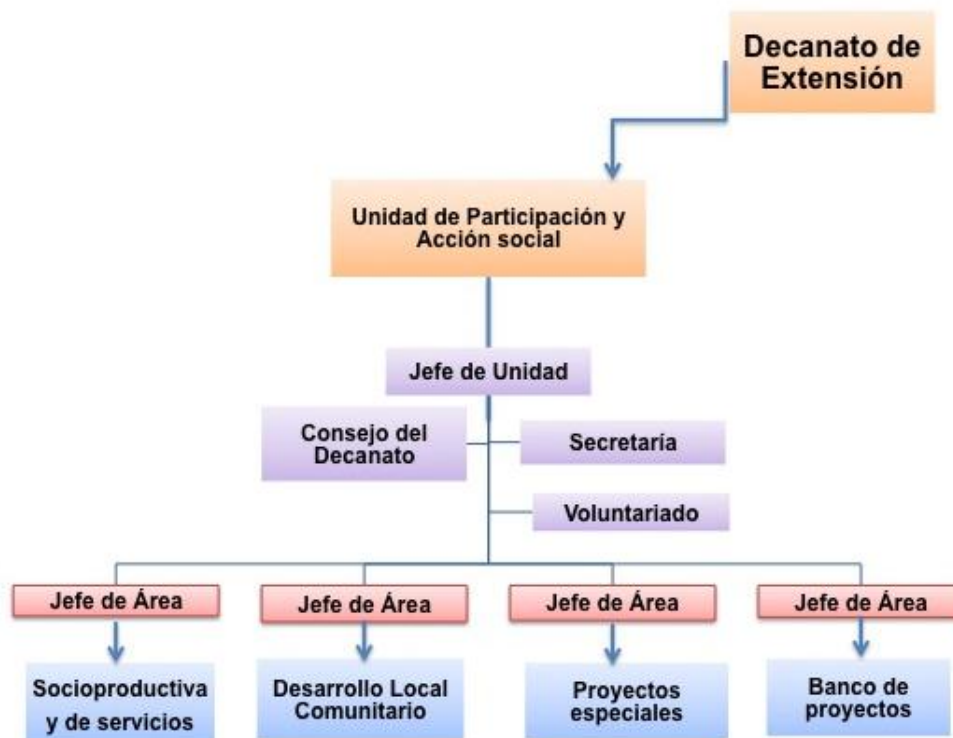 Decanato de
Extensión
Unidad de Participación y
Acción social
Jefe de Unidad
Consejo del
Decanato
Secretaría
Voluntariado
Jefe de Área
Jefe de Área
Jefe de Área
Jefe de Área
Socioproductiva
y de servicios
Desarrollo Local
Comunitario
Proyectos
especiales
Banco de
proyectos